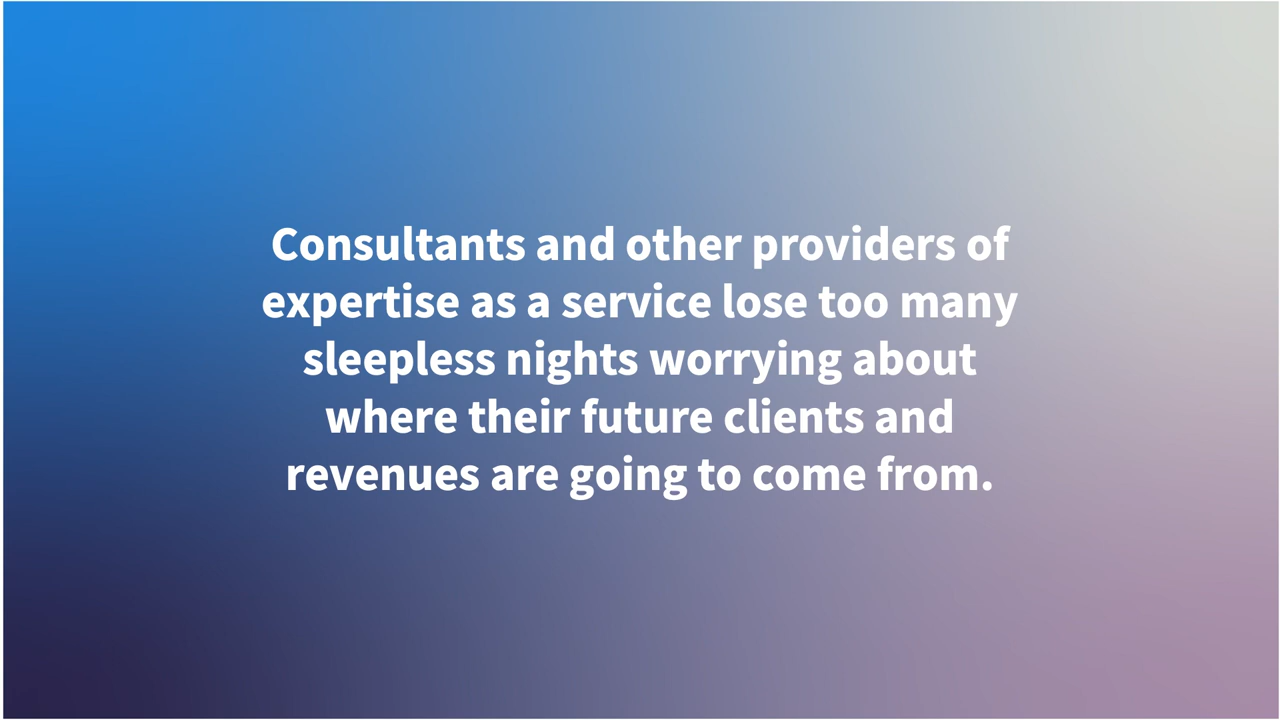 Consultants and other providers of
expertise as a service lose too many
sleepless nights worrying about
where their future clients and
revenues are going to come from.